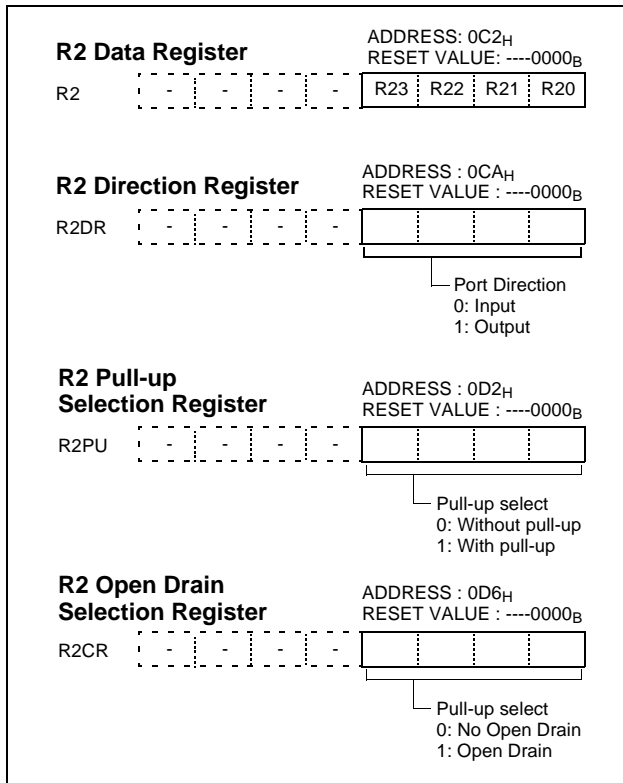 R2 Data Register
ADDRESS: 0C2H
RESET VALUE: ----0000B
R2 - - - - R23 R22 R21 R20
R2 Direction Register
ADDRESS : 0CAH
RESET VALUE : ----0000B
R2DR - - - -
Port Direction
0: Input
1: Output
R2 Pull-up
Selection Register
ADDRESS : 0D2H
RESET VALUE : ----0000B
R2PU - - - -
Pull-up select
0: Without pull-up
1: With pull-up
R2 Open Drain
Selection Register
ADDRESS : 0D6H
RESET VALUE : ----0000B
R2CR - - - -
Pull-up select
0: No Open Drain
1: Open Drain